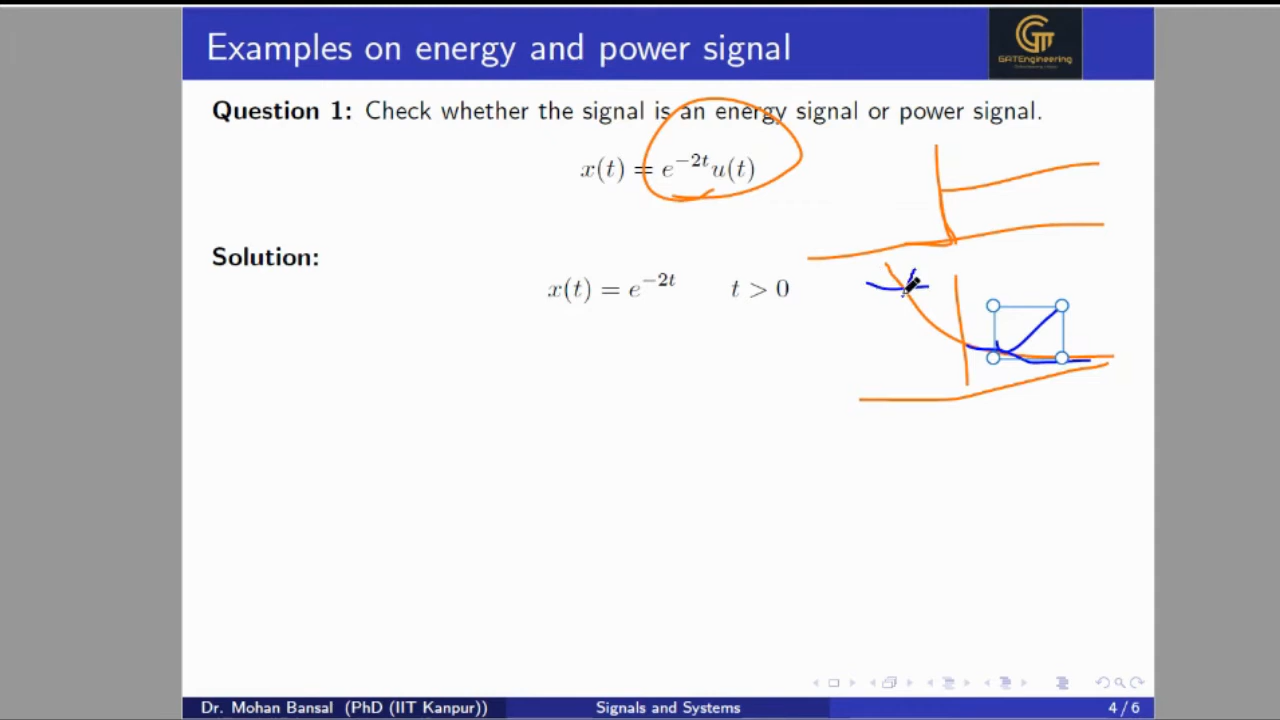 Examples on energy and power signal
GATEngineering
Question 1: Check whether the signal is an energy signal or power signal.
x(t) = e^{-2t}u(t)
Solution:
x(t) = e^{-2t} t > 0
Dr. Mohan Bansal (PhD (IIT Kanpur)) Signals and Systems 4 / 6